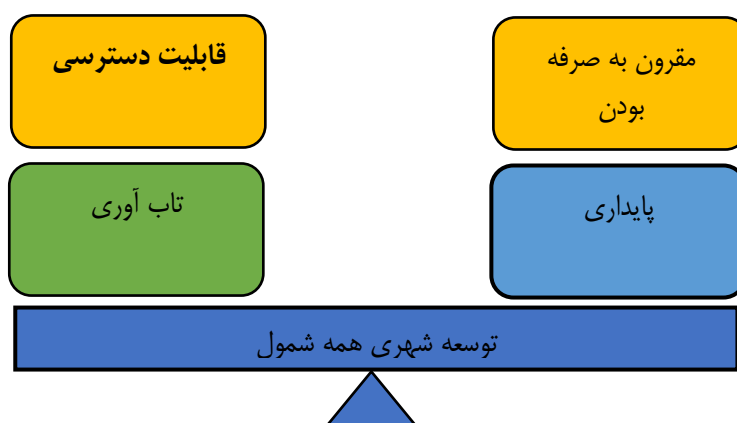 قابلیت دسترسی
مقرون به صرفه
بودن
تاب آوری
پایداری
توسعه شهری همه شمول